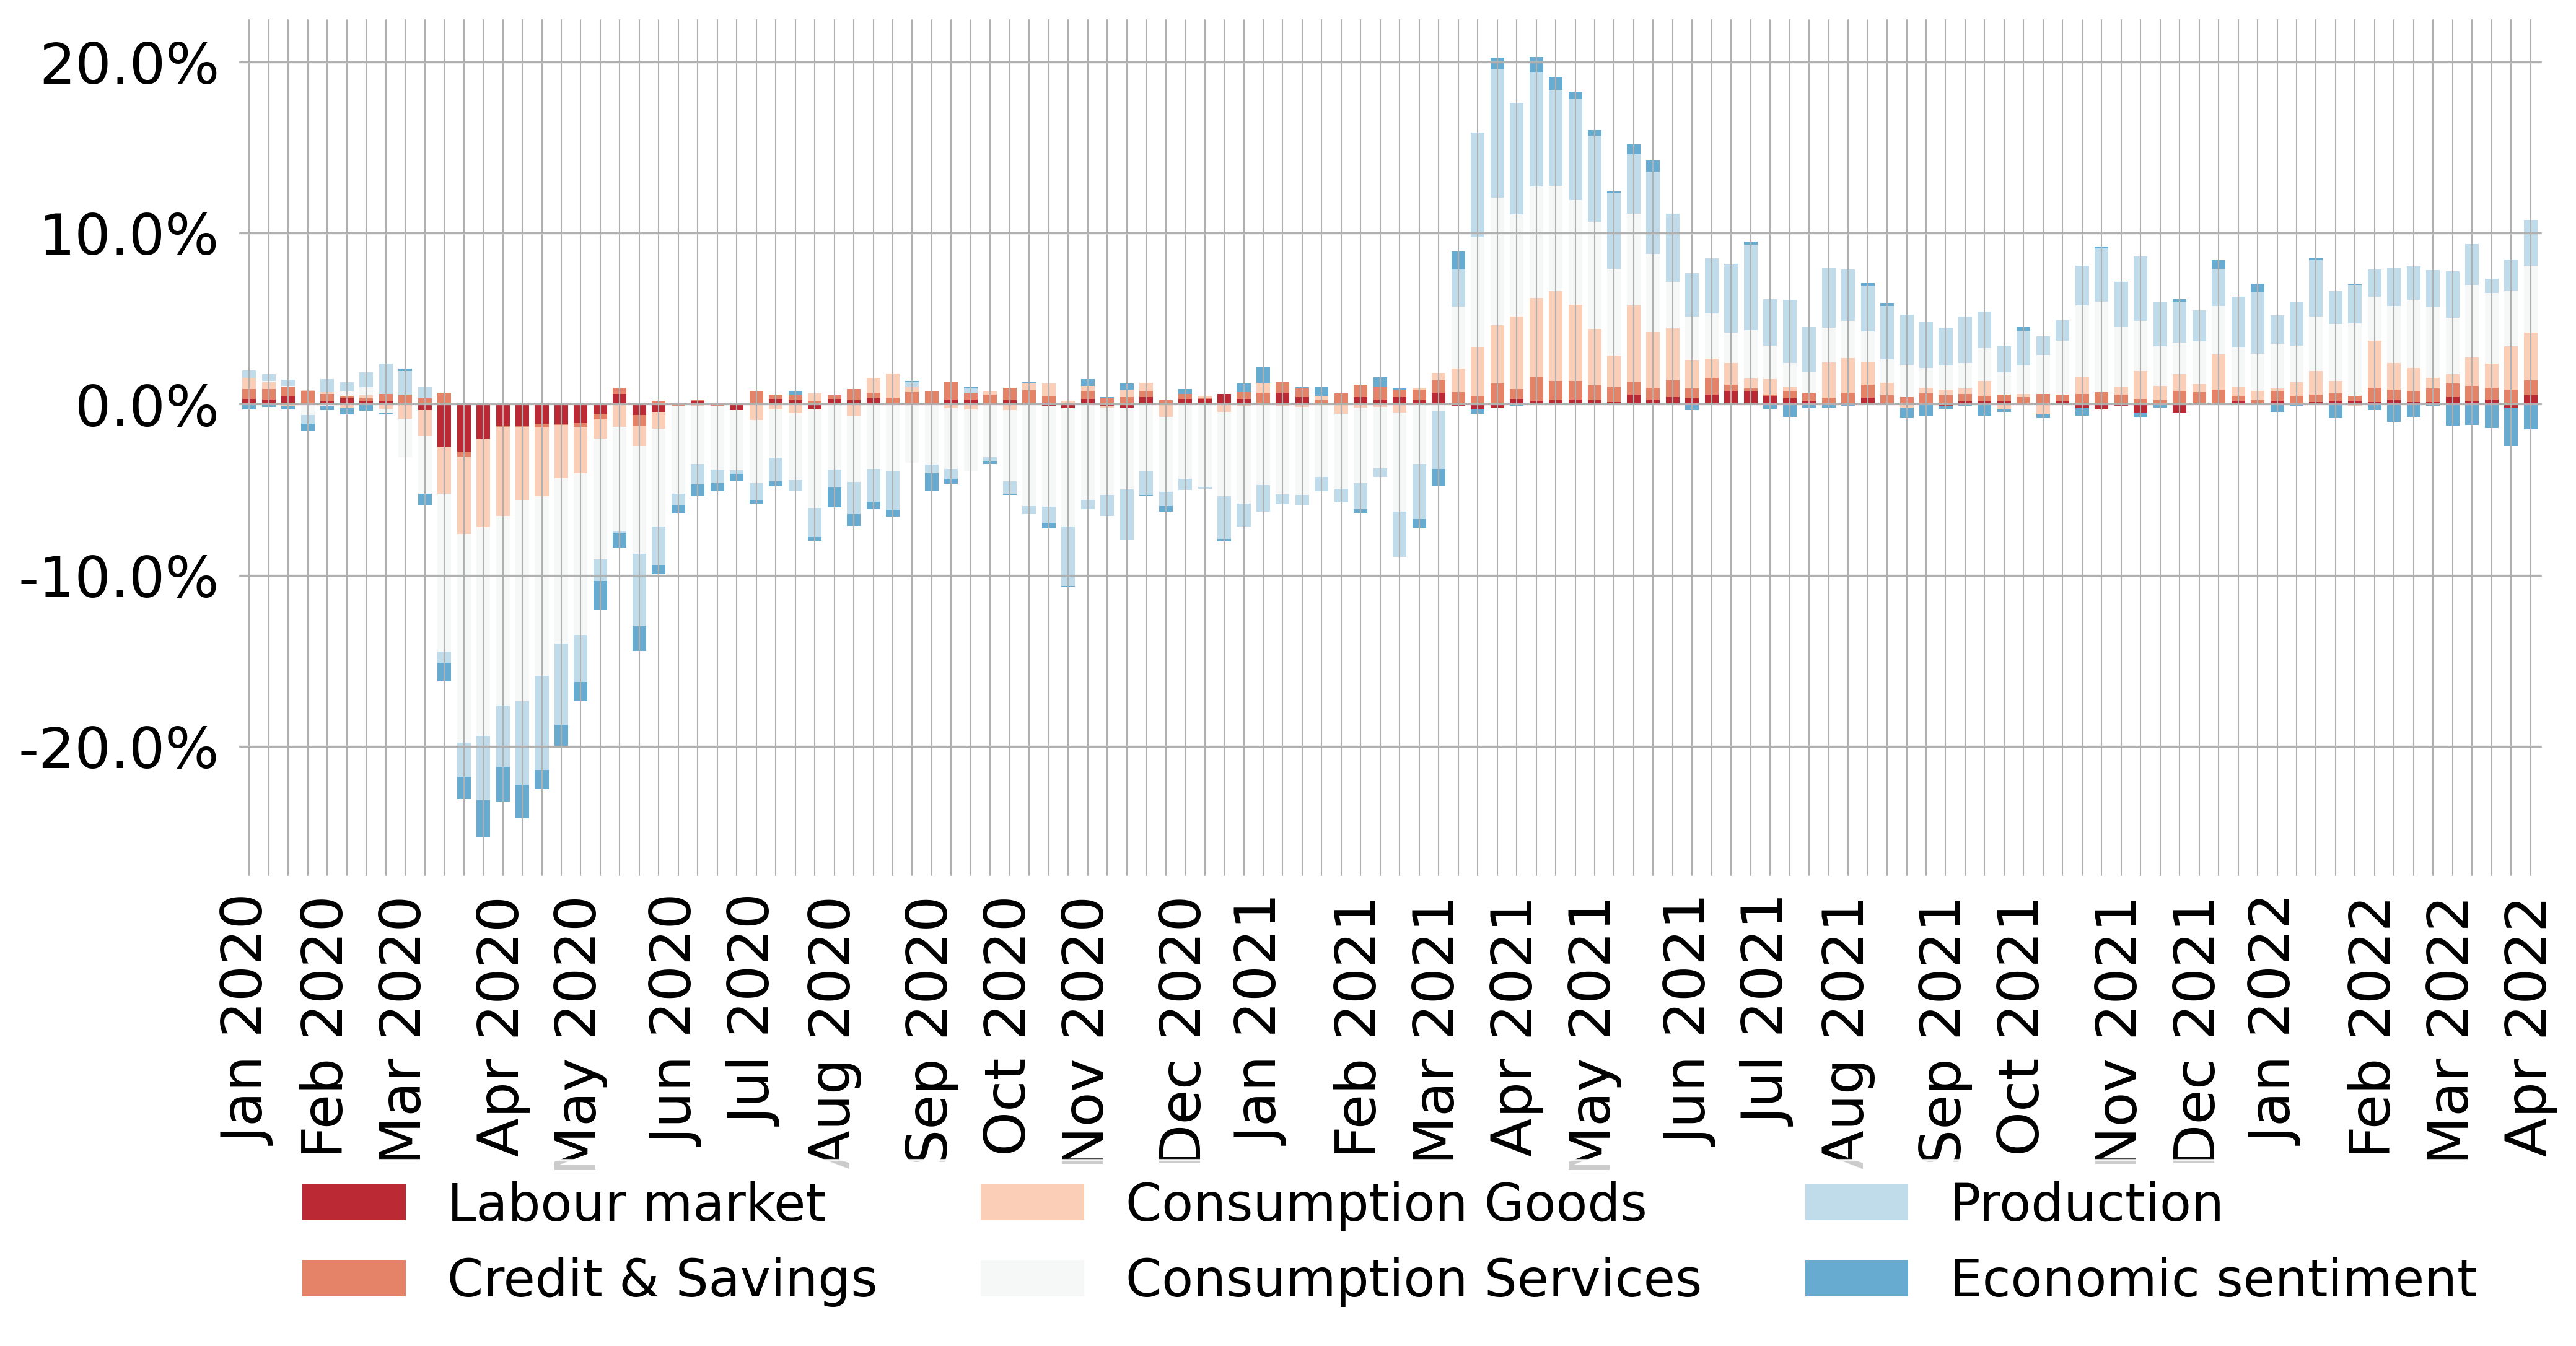 20.0%
10.0%
0.0%
-10.0%
-20.0%
Jan 2020
Feb 2020
Mar 2020
Apr 2020
May 2020
Jun 2020
Jul 2020
Aug 2020
Sep 2020
Oct 2020
Nov 2020
Dec 2020
Jan 2021
Feb 2021
Mar 2021
Apr 2021
May 2021
Jun 2021
Jul 2021
Aug 2021
Sep 2021
Oct 2021
Nov 2021
Dec 2021
Jan 2022
Feb 2022
Mar 2022
Apr 2022
Labour market
Consumption Goods
Production
Credit & Savings
Consumption Services
Economic sentiment